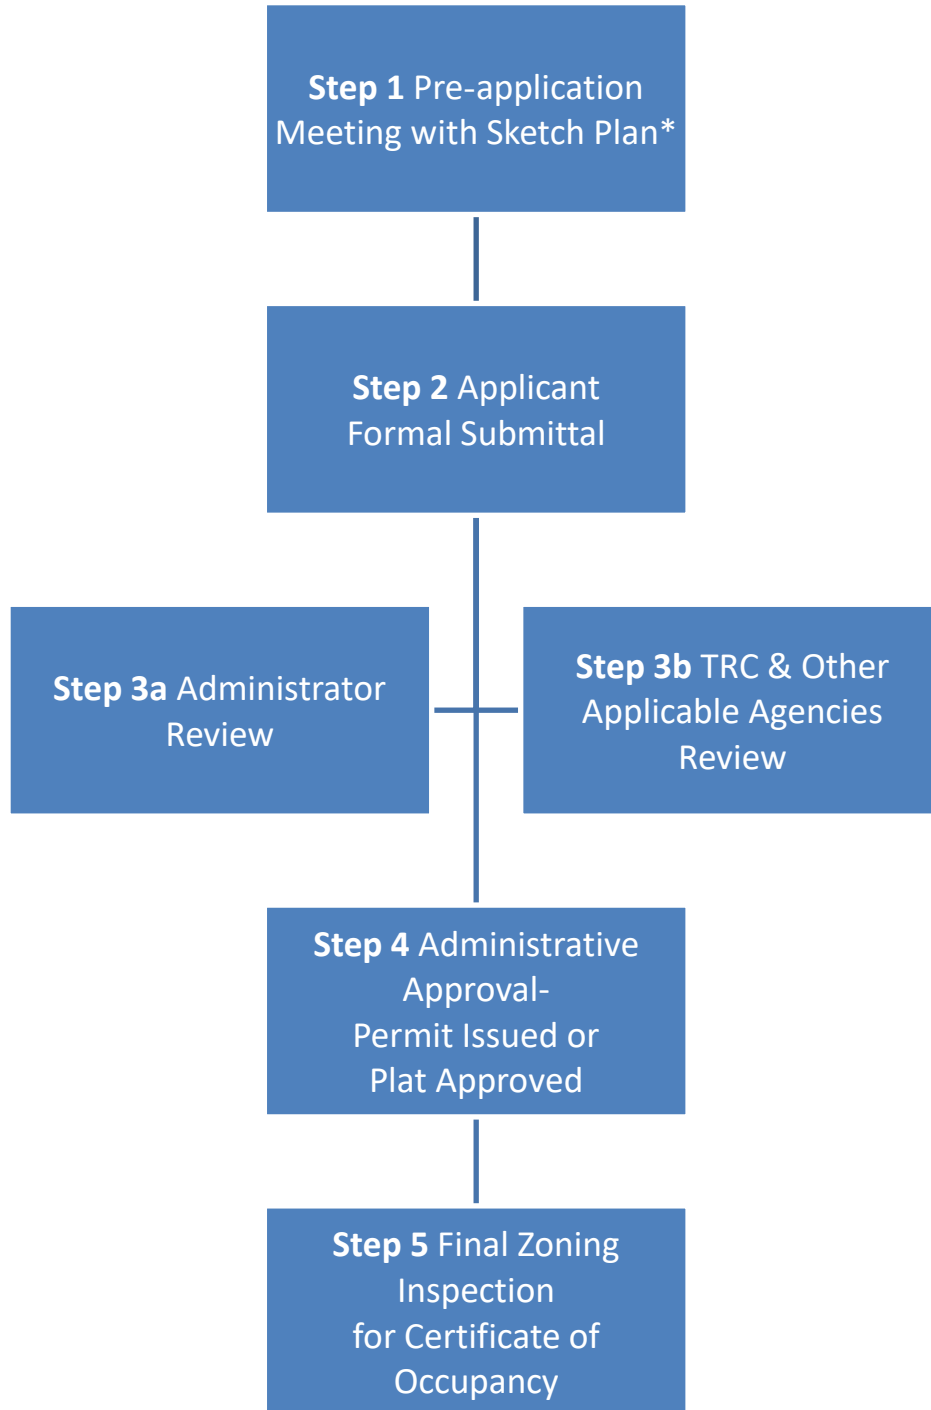 Step 1 Pre-application
Meeting with Sketch Plan*
Step 2 Applicant
Formal Submittal
Step 3a Administrator
Review
Step 3b TRC & Other
Applicable Agencies
Review
Step 4 Administrative
Approval-
Permit Issued or
Plat Approved
Step 5 Final Zoning
Inspection
for Certificate of
Occupancy